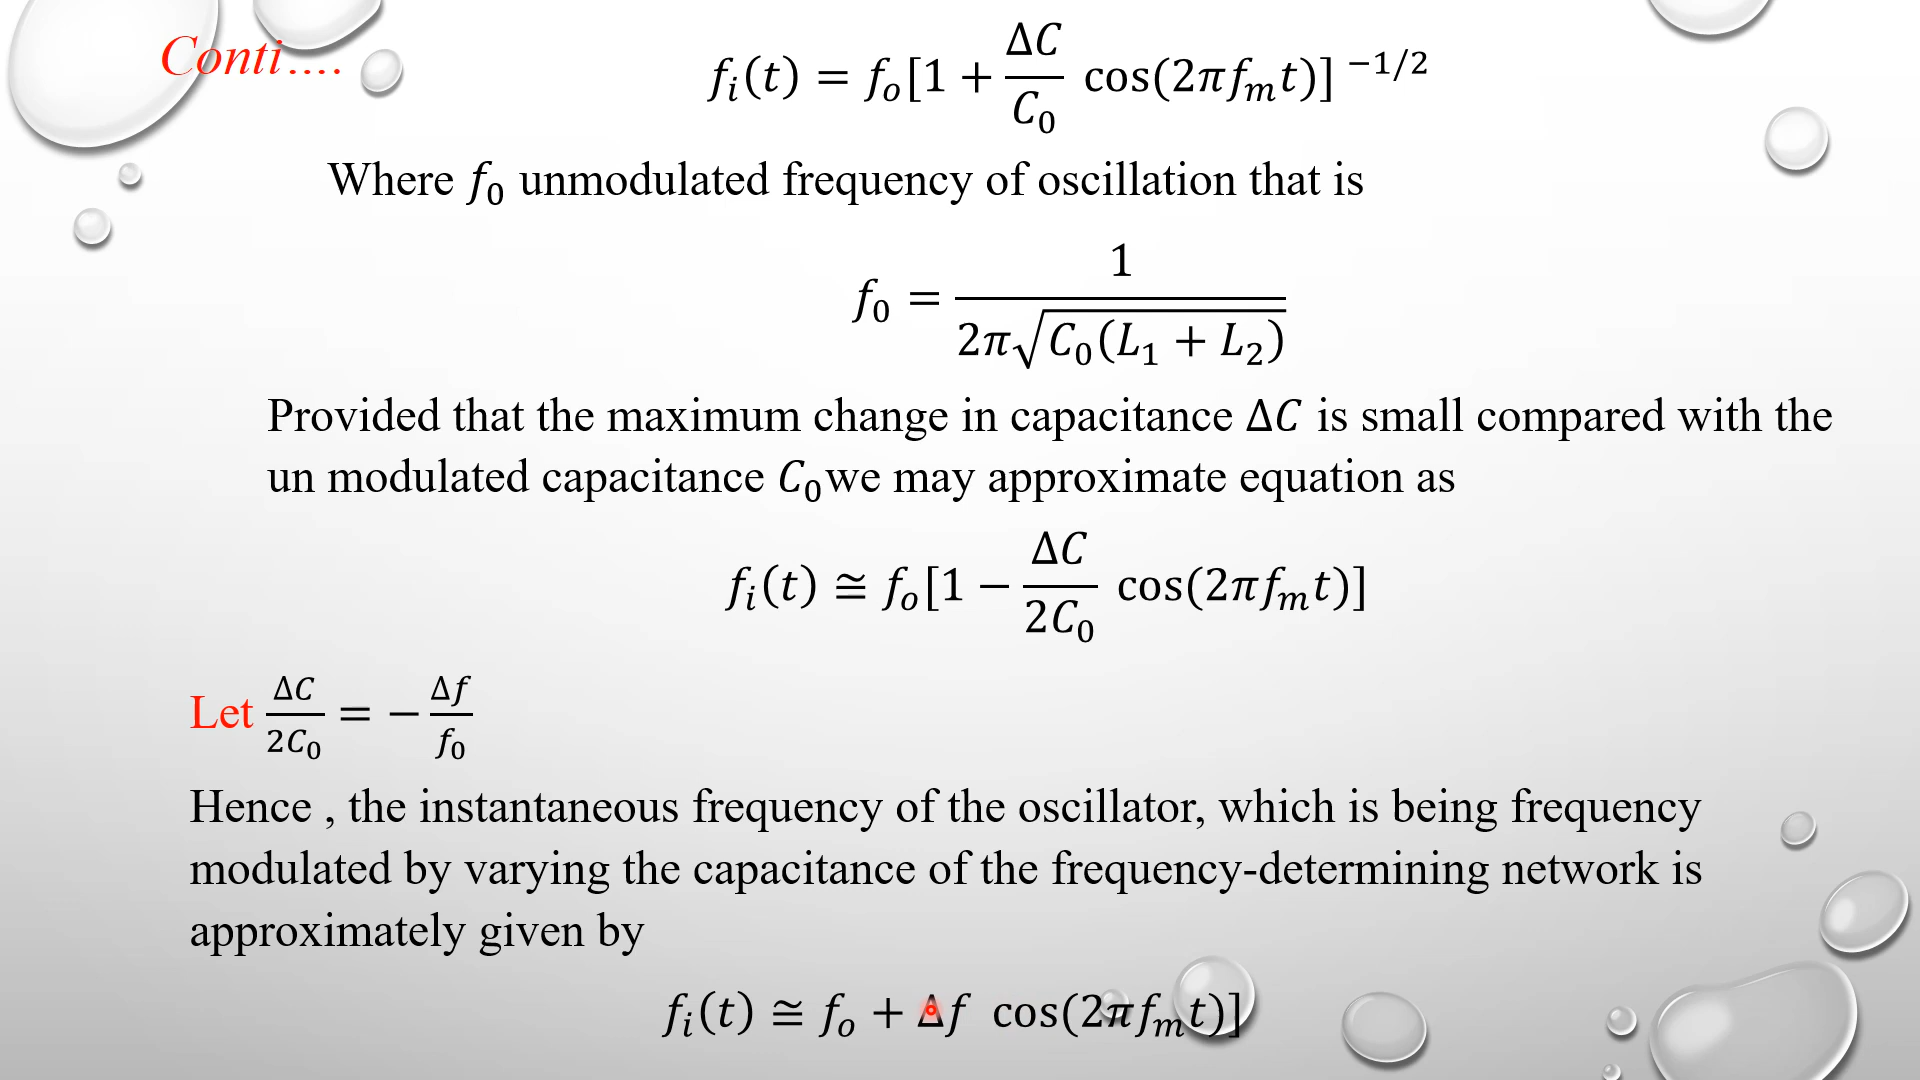 Conti....
fᵢ(t) = fₒ[1 + ΔC/C₀ cos(2πfₘt)]⁻¹/²
Where f₀ unmodulated frequency of oscillation that is
f₀ = 1/(2π√(C₀(L₁ + L₂)))
Provided that the maximum change in capacitance ΔC is small compared with the
un modulated capacitance C₀we may approximate equation as
fᵢ(t) ≅ fₒ[1 − ΔC/2C₀ cos(2πfₘt)]
Let ΔC/2C₀ = − Δf/f₀
Hence , the instantaneous frequency of the oscillator, which is being frequency
modulated by varying the capacitance of the frequency-determining network is
approximately given by
fᵢ(t) ≅ fₒ + Δf cos(2πfₘt)]